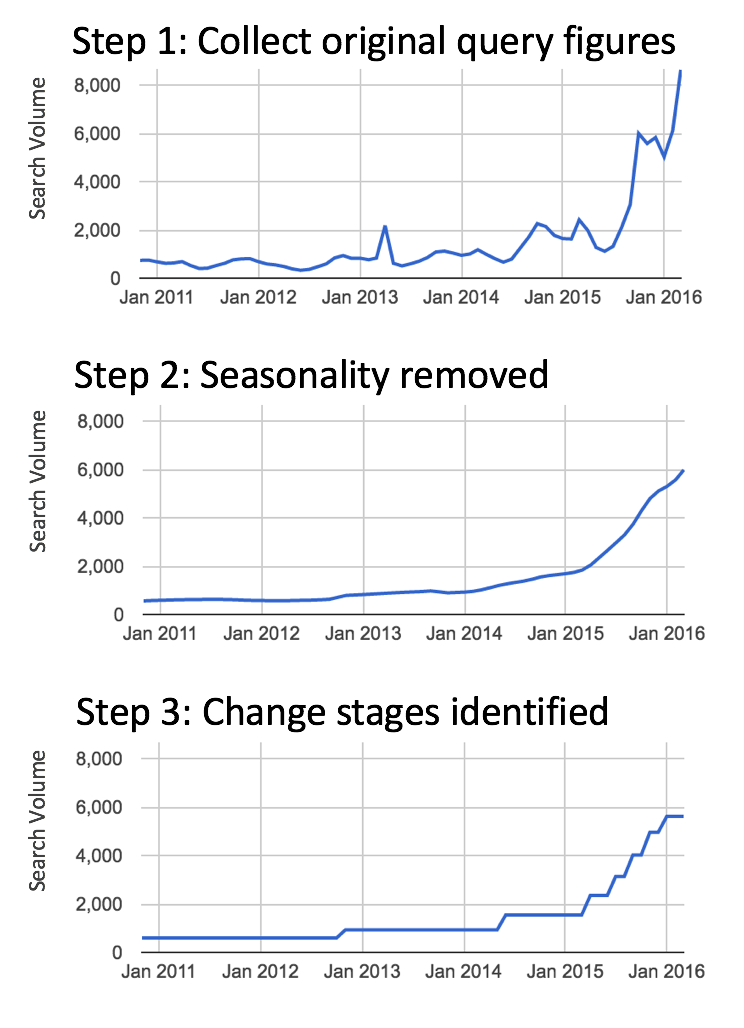 Step 1: Collect original query figures
Search Volume
8,000
6,000
4,000
2,000
0
Jan 2011 Jan 2012 Jan 2013 Jan 2014 Jan 2015 Jan 2016
Step 2: Seasonality removed
Search Volume
8,000
6,000
4,000
2,000
0
Jan 2011 Jan 2012 Jan 2013 Jan 2014 Jan 2015 Jan 2016
Step 3: Change stages identified
Search Volume
8,000
6,000
4,000
2,000
0
Jan 2011 Jan 2012 Jan 2013 Jan 2014 Jan 2015 Jan 2016